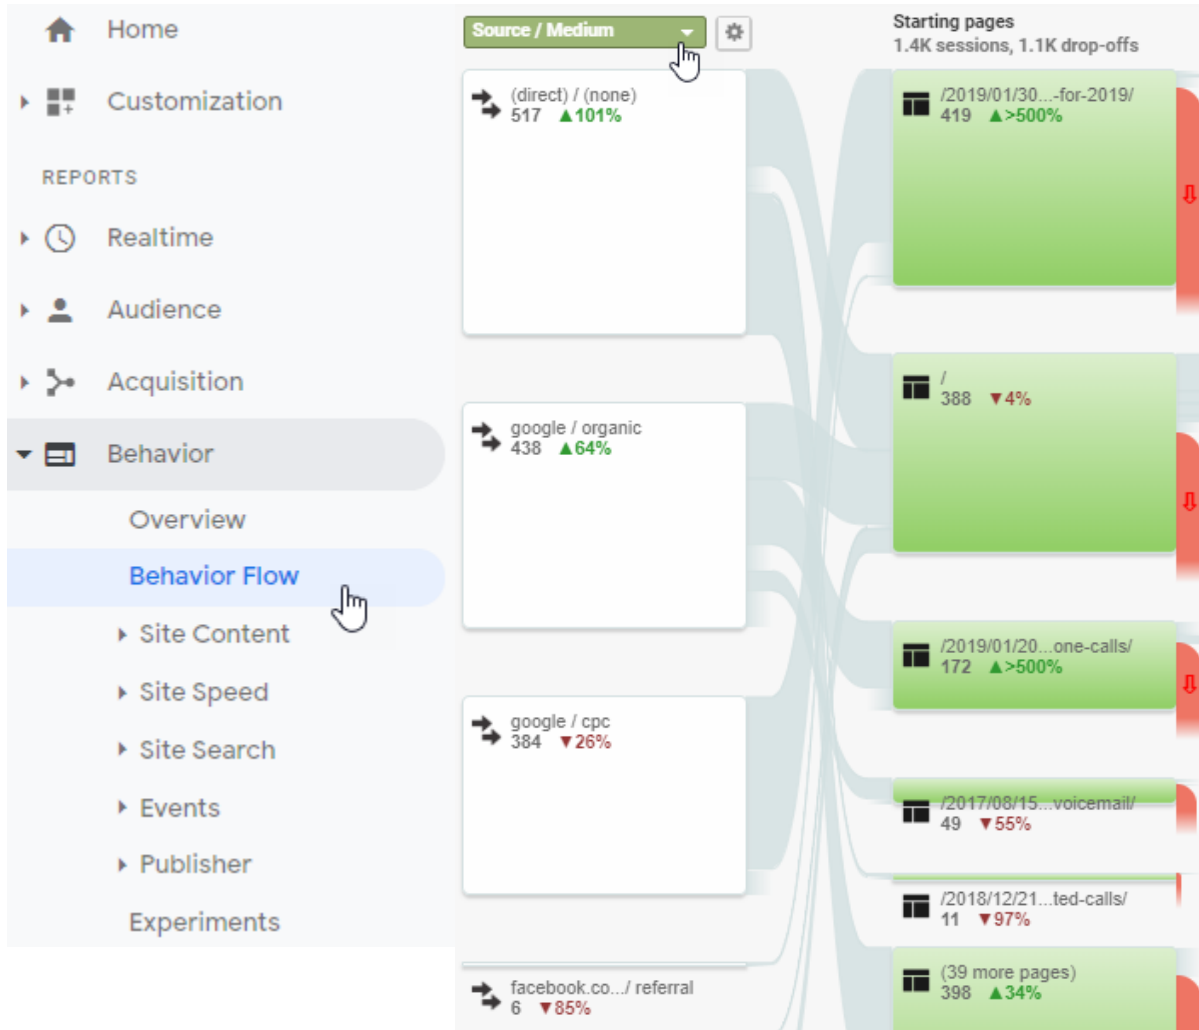 Home
Customization
REPORTS
Realtime
Audience
Acquisition
Behavior
Overview
Behavior Flow
Site Content
Site Speed
Site Search
Events
Publisher
Experiments
Source / Medium
(direct) / (none)
517 ▲101%
google / organic
438 ▲64%
google / cpc
384 ▼26%
facebook.co.../ referral
6 ▼85%
Starting pages
1.4K sessions, 1.1K drop-offs
/2019/01/30...-for-2019/
419 ▲>500%
/
388 ▼4%
/2019/01/20...one-calls/
172 ▲>500%
/2017/08/15...voicemail/
49 ▼55%
/2018/12/21...ted-calls/
11 ▼97%
(39 more pages)
398 ▲34%